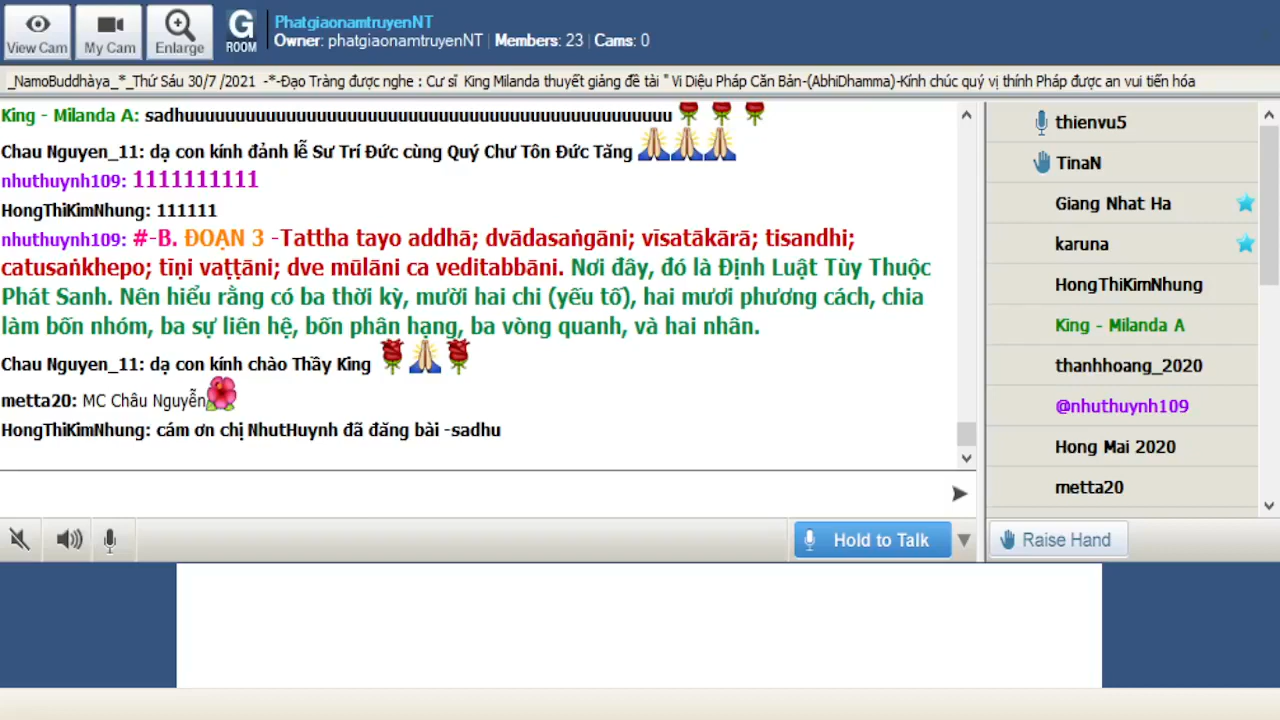 View Cam
My Cam
Enlarge
G
ROOM
PhatgiaonamtruyenNT
Owner: phatgiaonamtruyenNT | Members: 23 | Cams: 0
_NamoBuddhàya_*_Thứ Sáu 30/7 /2021 -*-Đạo Tràng được nghe : Cư sĩ King Milanda thuyết giảng đề tài " Vi Diệu Pháp Căn Bản-(AbhiDhamma)-Kính chúc quý vị thính Pháp được an vui tiến hóa
King - Milanda A: sadhuuuuuuuuuuuuuuuuuuuuuuuuuuuuuuuuuuuuuuuuuuuuuuuu
Chau Nguyen_11: dạ con kính đảnh lễ Sư Trí Đức cùng Quý Chư Tôn Đức Tăng
nhuthuynh109: 1111111111
HongThiKimNhung: 111111
nhuthuynh109: #-B. ĐOẠN 3 -Tattha tayo addhā; dvādasaṅgāni; vīsatākārā; tisandhi;
catusaṅkhepo; tīṇi vaṭṭāni; dve mūlāni ca veditabbāni. Nơi đây, đó là Định Luật Tùy Thuộc
Phát Sanh. Nên hiểu rằng có ba thời kỳ, mười hai chi (yếu tố), hai mươi phương cách, chia
làm bốn nhóm, ba sự liên hệ, bốn phân hạng, ba vòng quanh, và hai nhân.
Chau Nguyen_11: dạ con kính chào Thầy King
metta20: MC Châu Nguyễn
HongThiKimNhung: cám ơn chị NhutHuynh đã đăng bài -sadhu
Hold to Talk
thienvu5
TinaN
Giang Nhat Ha
karuna
HongThiKimNhung
King - Milanda A
thanhhoang_2020
@nhuthuynh109
Hong Mai 2020
metta20
Raise Hand